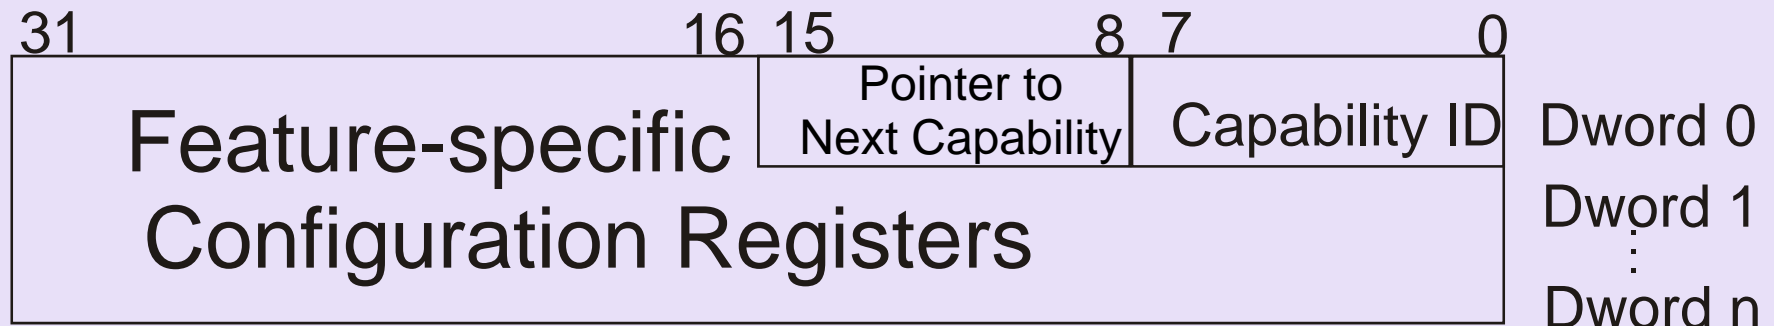 31 16 15 8 7 0
Pointer to
Next Capability
Capability ID
Feature-specific
Configuration Registers
Dword 0
Dword 1
:
Dword n